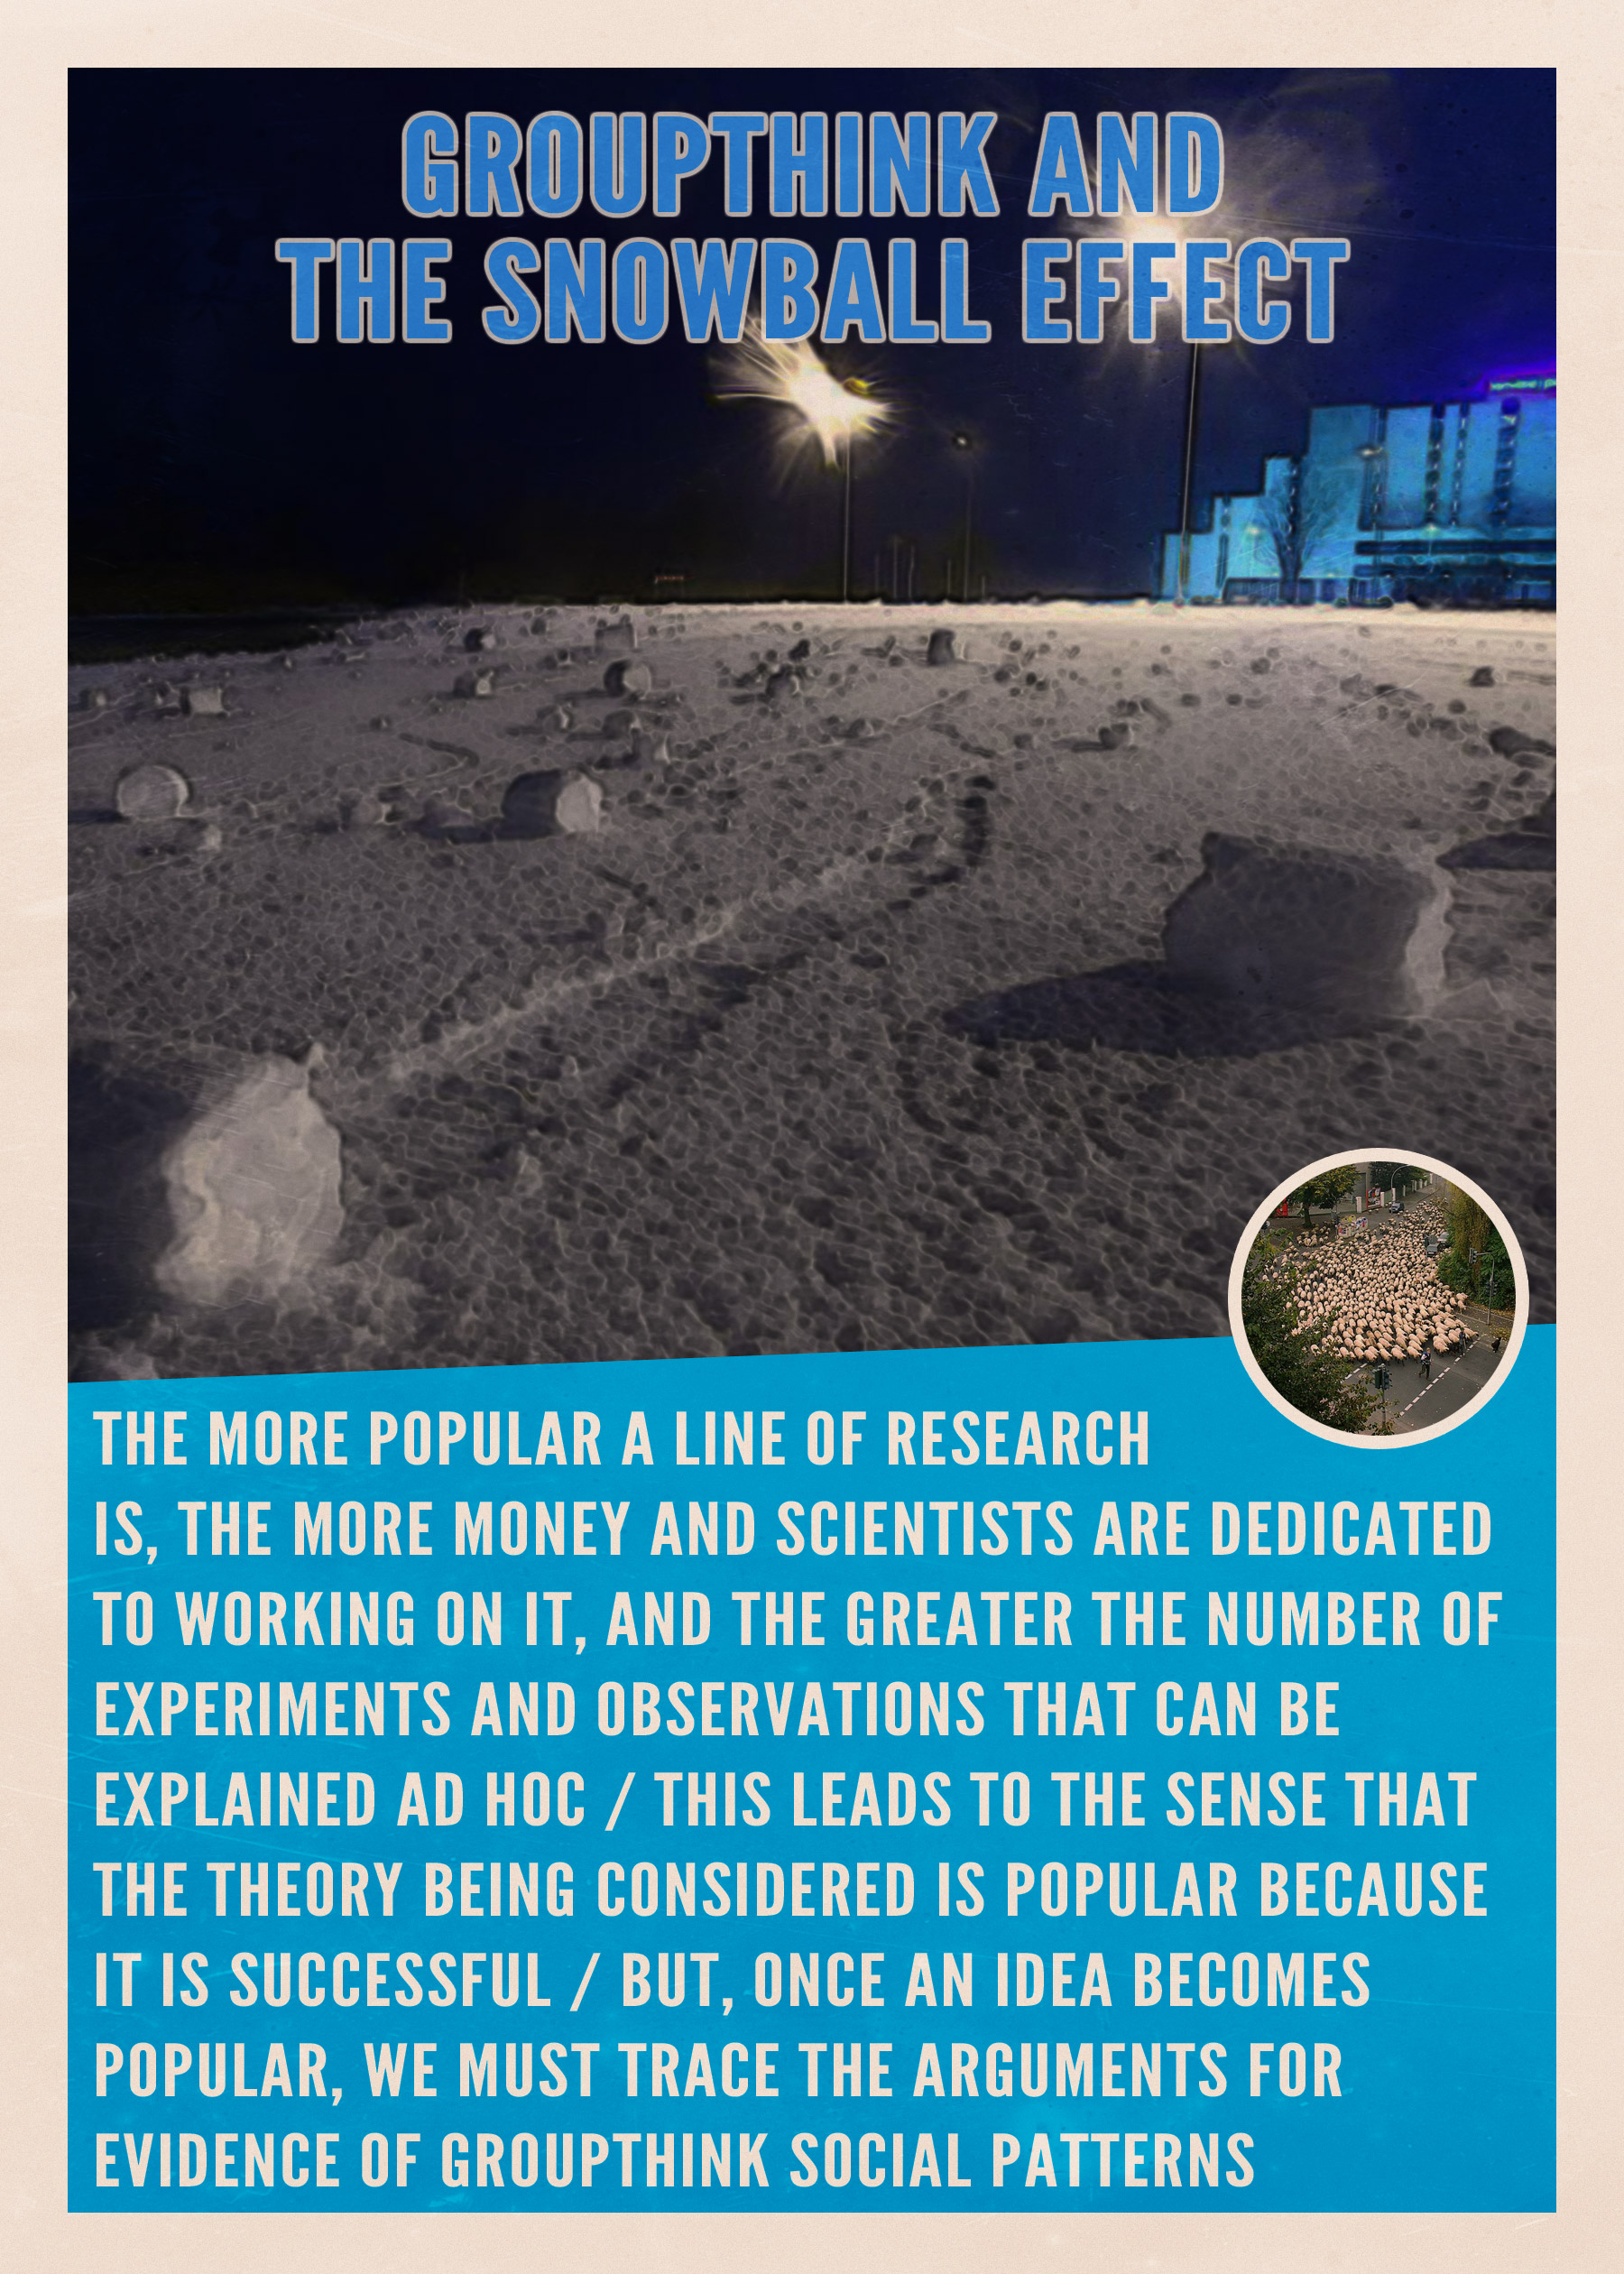 GROUPTHINK AND
THE SNOWBALL EFFECT
THE MORE POPULAR A LINE OF RESEARCH
IS, THE MORE MONEY AND SCIENTISTS ARE DEDICATED
TO WORKING ON IT, AND THE GREATER THE NUMBER OF
EXPERIMENTS AND OBSERVATIONS THAT CAN BE
EXPLAINED AD HOC / THIS LEADS TO THE SENSE THAT
THE THEORY BEING CONSIDERED IS POPULAR BECAUSE
IT IS SUCCESSFUL / BUT, ONCE AN IDEA BECOMES
POPULAR, WE MUST TRACE THE ARGUMENTS FOR
EVIDENCE OF GROUPTHINK SOCIAL PATTERNS